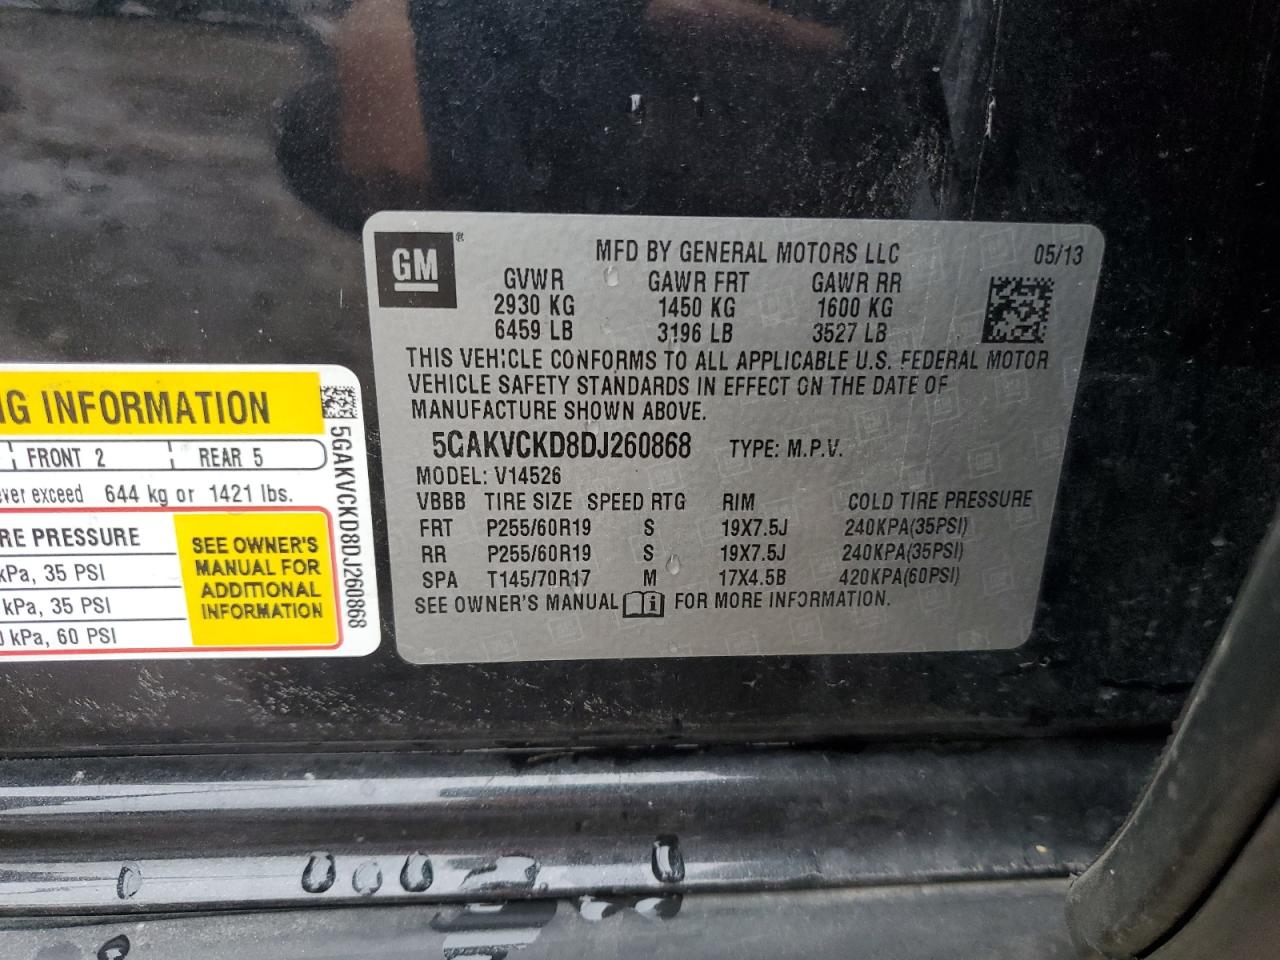 GM ®
MFD BY GENERAL MOTORS LLC 05/13
GVWR GAWR FRT GAWR RR
2930 KG 1450 KG 1600 KG
6459 LB 3196 LB 3527 LB
THIS VEHICLE CONFORMS TO ALL APPLICABLE U.S. FEDERAL MOTOR
VEHICLE SAFETY STANDARDS IN EFFECT ON THE DATE OF
MANUFACTURE SHOWN ABOVE.
5GAKVCKD8DJ260868 TYPE: M.P.V.
MODEL: V14526
VBBB TIRE SIZE SPEED RTG RIM COLD TIRE PRESSURE
FRT P255/60R19 S 19X7.5J 240KPA(35PSI)
RR P255/60R19 S 19X7.5J 240KPA(35PSI)
SPA T145/70R17 M 17X4.5B 420KPA(60PSI)
SEE OWNER'S MANUAL FOR MORE INFORMATION.
NG INFORMATION
FRONT 2 REAR 5
ever exceed 644 kg or 1421 lbs.
RE PRESSURE
kPa, 35 PSI
kPa, 35 PSI
0 kPa, 60 PSI
SEE OWNER'S
MANUAL FOR
ADDITIONAL
INFORMATION
5GAKVCKD8DJ260868